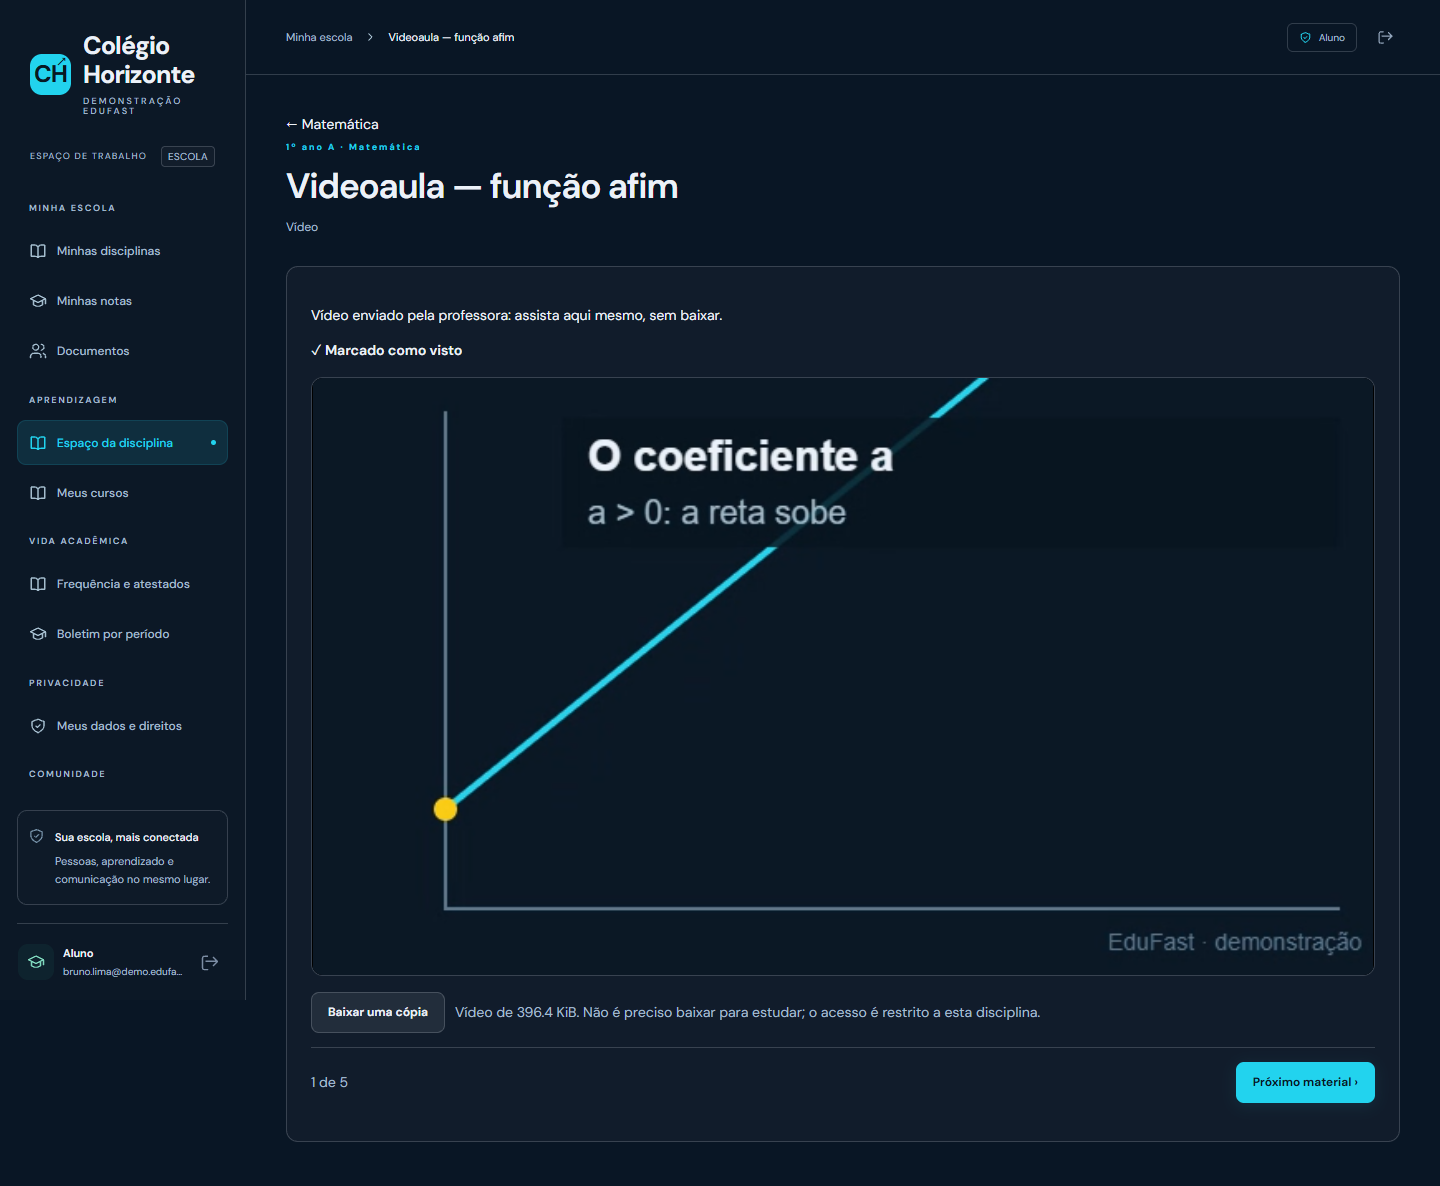 CH
Colégio
Horizonte
DEMONSTRAÇÃO
EDUFAST
ESPAÇO DE TRABALHO
ESCOLA
MINHA ESCOLA
Minhas disciplinas
Minhas notas
Documentos
APRENDIZAGEM
Espaço da disciplina
Meus cursos
VIDA ACADÊMICA
Frequência e atestados
Boletim por período
PRIVACIDADE
Meus dados e direitos
COMUNIDADE
Sua escola, mais conectada
Pessoas, aprendizado e
comunicação no mesmo lugar.
Aluno
bruno.lima@demo.edufa...
Minha escola > Videoaula — função afim
Aluno
← Matemática
1º ano A · Matemática
Videoaula — função afim
Vídeo
Vídeo enviado pela professora: assista aqui mesmo, sem baixar.
✓ Marcado como visto
O coeficiente a
a > 0: a reta sobe
EduFast · demonstração
Baixar uma cópia
Vídeo de 396.4 KiB. Não é preciso baixar para estudar; o acesso é restrito a esta disciplina.
1 de 5
Próximo material ›